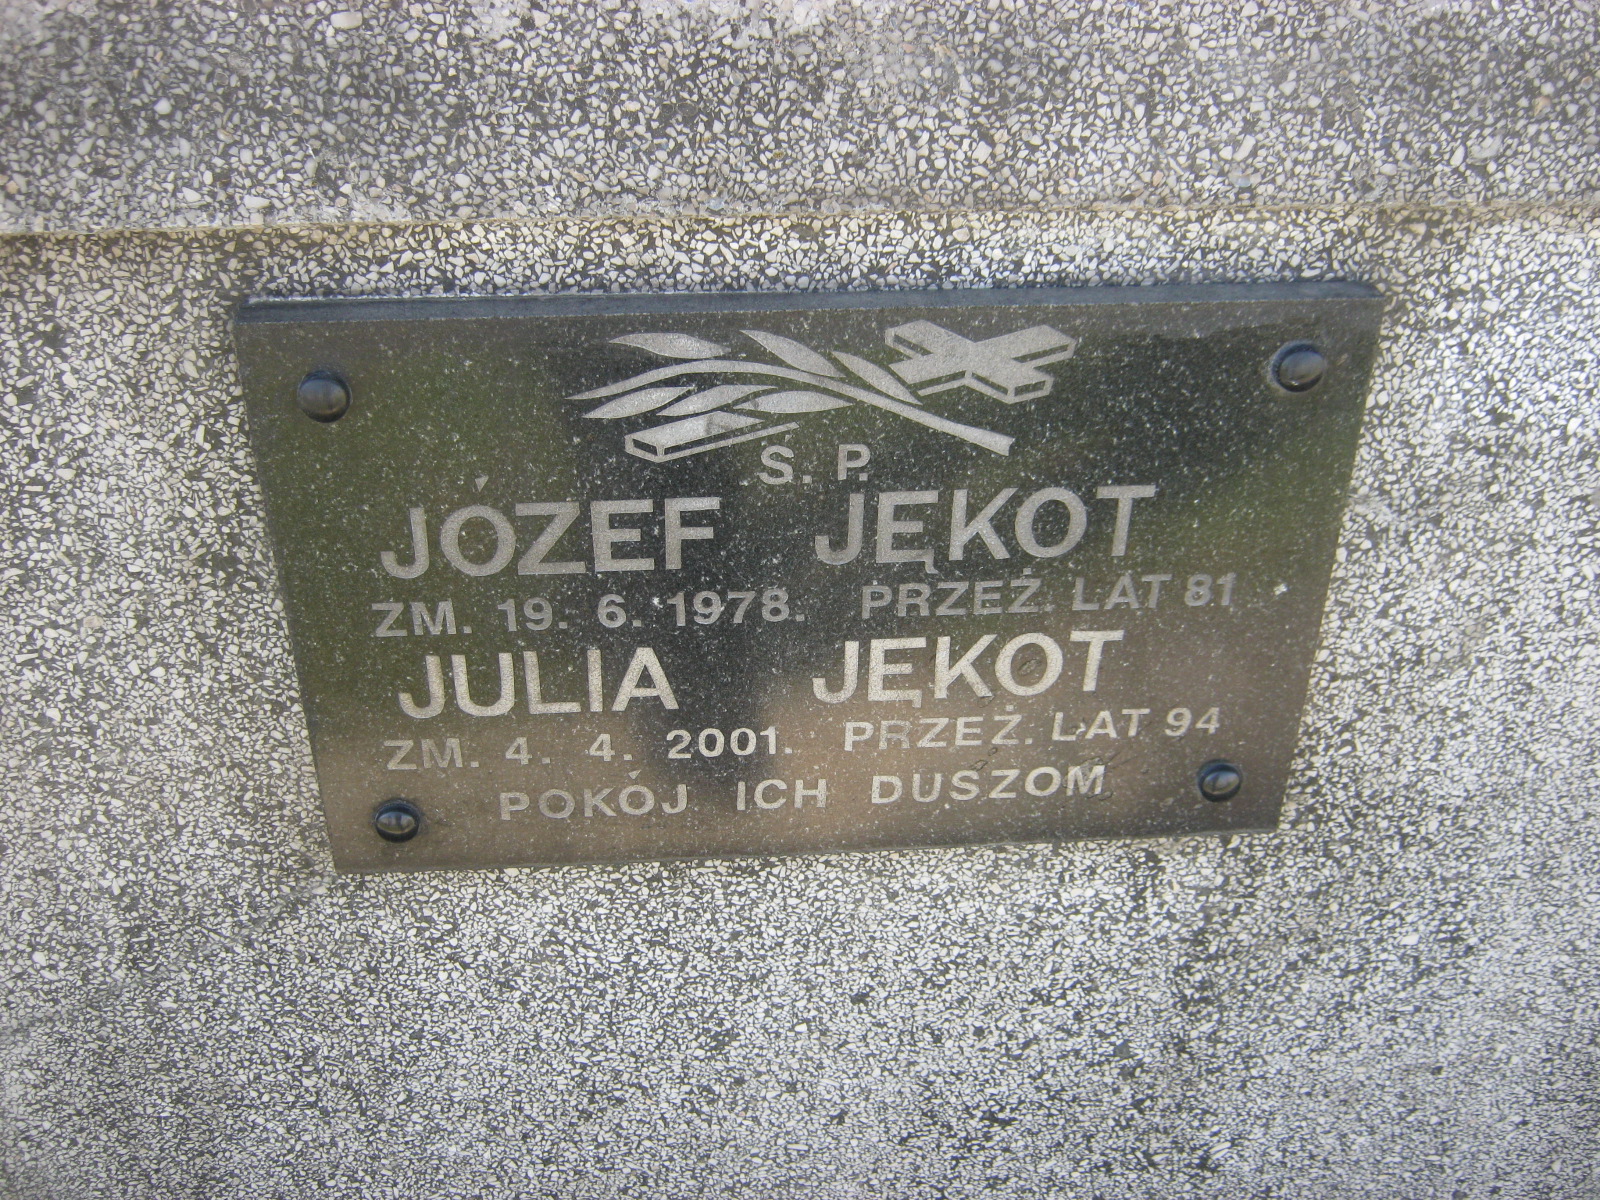 Ś. P.
JÓZEF JĘKOT
ZM. 19. 6. 1978. PRZEŻ. LAT 81
JULIA JĘKOT
ZM. 4. 4. 2001. PRZEŻ. LAT 94
POKÓJ ICH DUSZOM